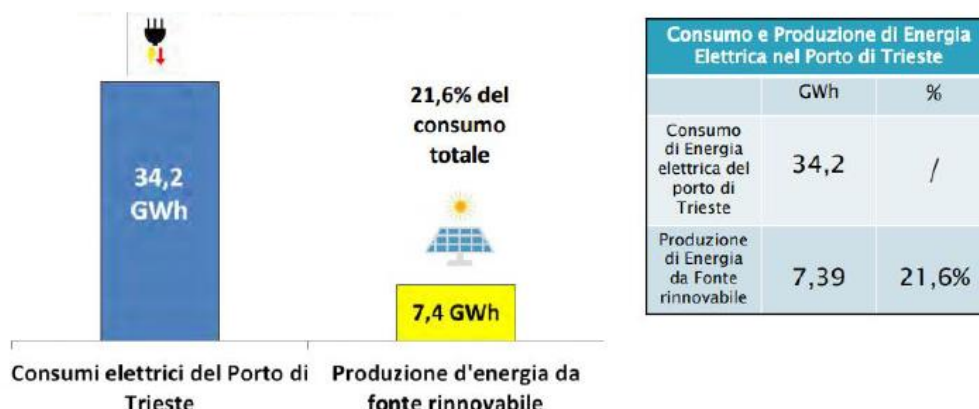 21,6% del
consumo
totale
34,2
GWh
7,4 GWh
Consumi elettrici del Porto di
Trieste
Produzione d'energia da
fonte rinnovabile
Consumo e Produzione di Energia
Elettrica nel Porto di Trieste
GWh %
Consumo
di Energia
elettrica del
porto di
Trieste
34,2 /
Produzione
di Energia
da Fonte
rinnovabile
7,39 21,6%